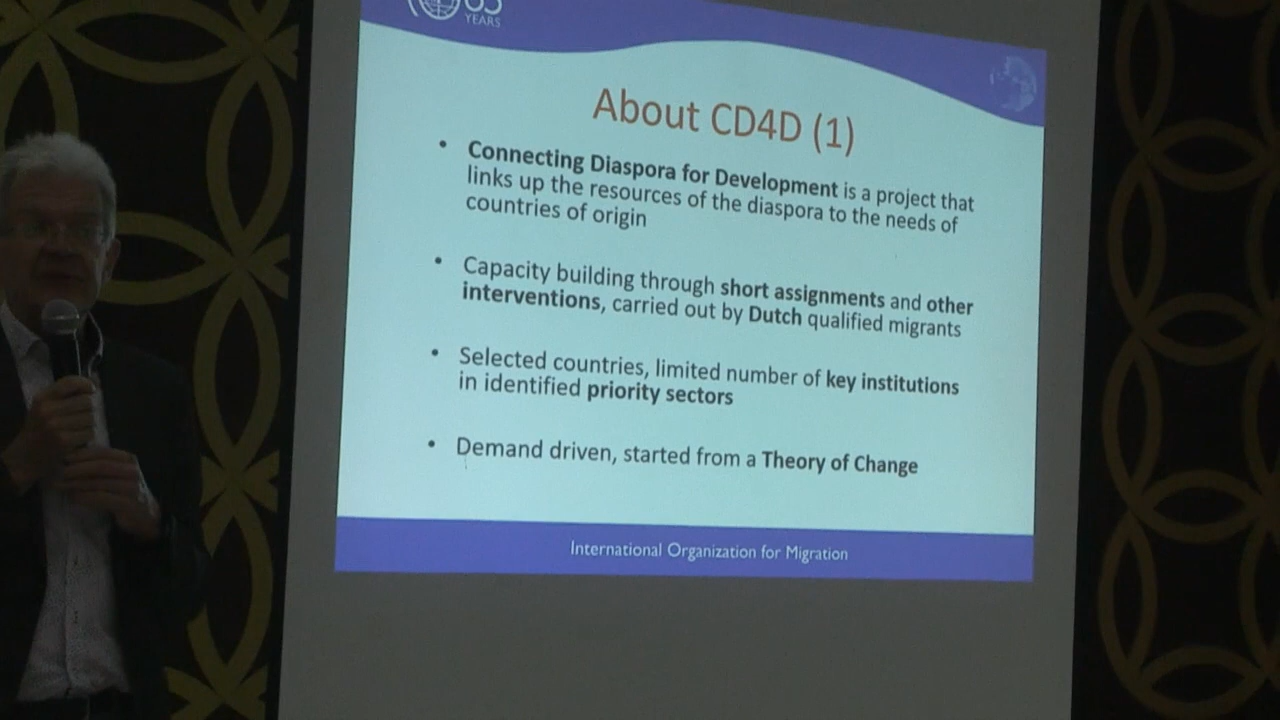 YEARS
About CD4D (1)
• Connecting Diaspora for Development is a project that
links up the resources of the diaspora to the needs of
countries of origin
• Capacity building through short assignments and other
interventions, carried out by Dutch qualified migrants
• Selected countries, limited number of key institutions
in identified priority sectors
• Demand driven, started from a Theory of Change
International Organization for Migration